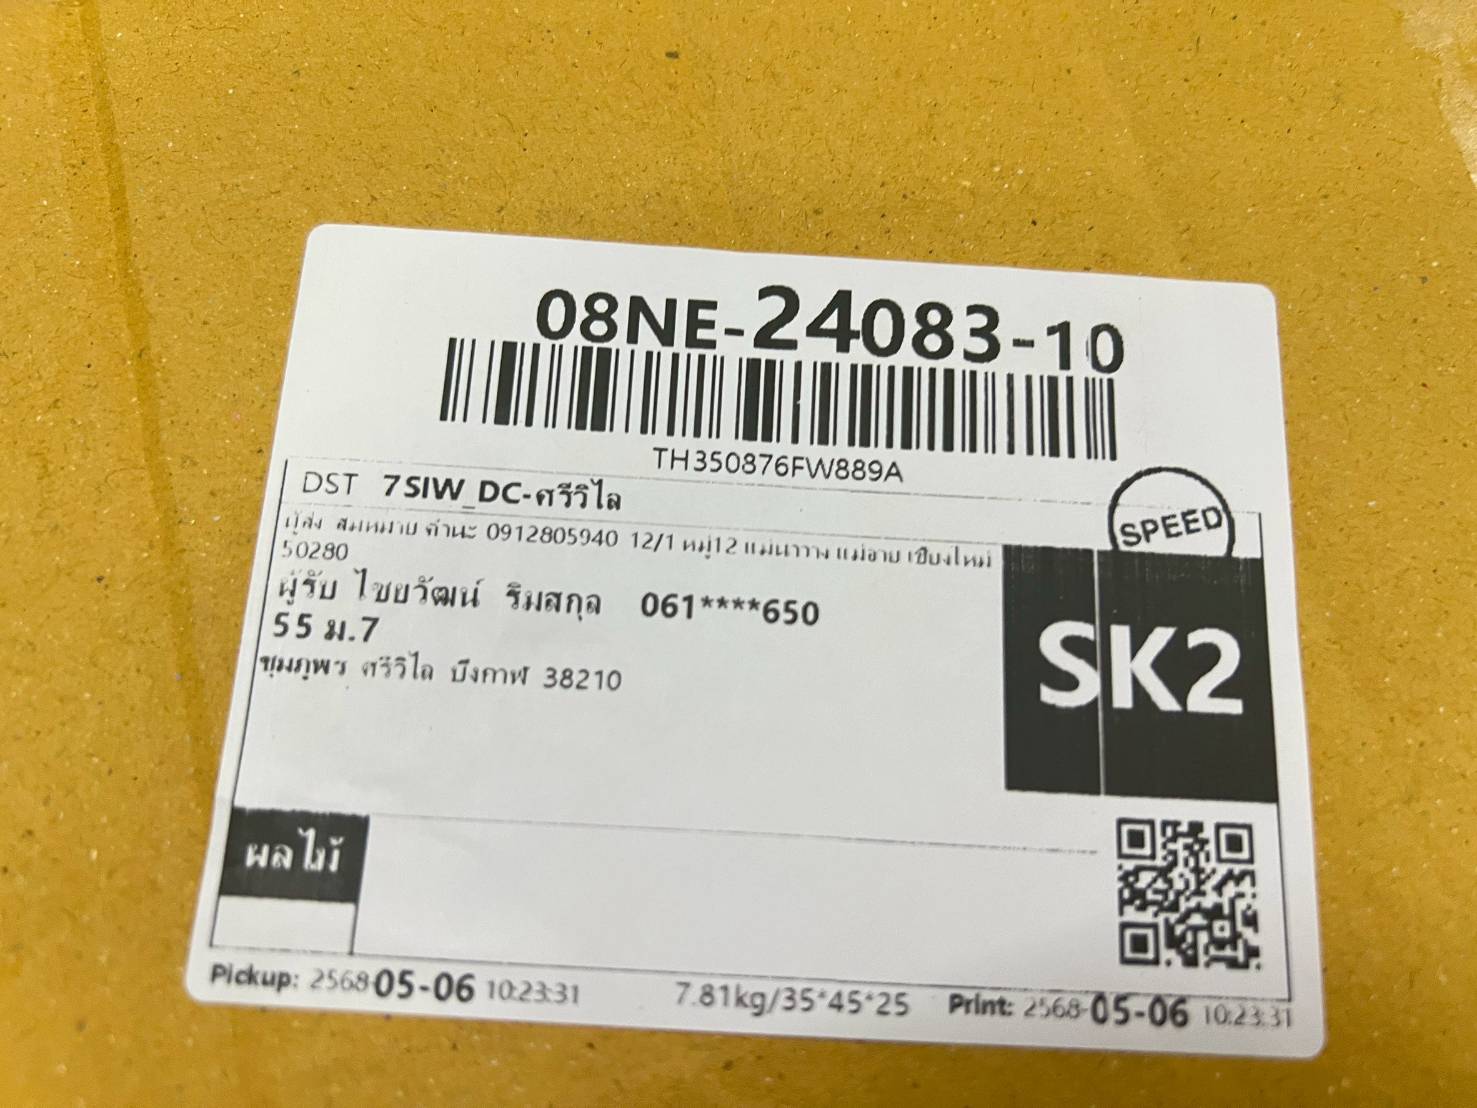 08NE-24083-10
TH350876FW889A
DST 7SIW_DC-ศรีวิไล
SPEED
ผู้ส่ง สมหมาย คำนะ 0912805940 12/1 หมู่12 แม่นาวาง แม่อาย เชียงใหม่
50280
ผู้รับ ไชยวัฒน์ ริมสกุล 061****650
55 ม.7
ชุมภูพร ศรีวิไล บึงกาฬ 38210
SK2
ผลไม้
Pickup: 2568-05-06 10:23:31 7.81kg/35*45*25 Print: 2568-05-06 10:23:31